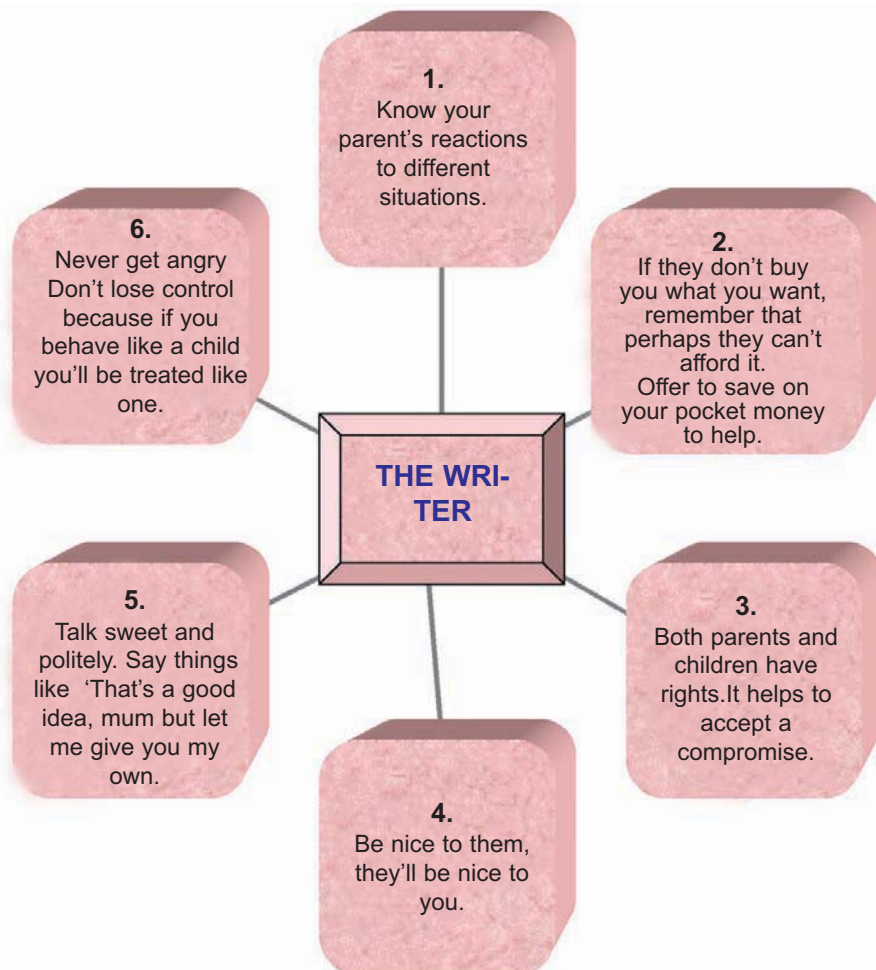 1.
Know your
parent's reactions
to different
situations.
2.
If they don't buy
you what you want,
remember that
perhaps they can't
afford it.
Offer to save on
your pocket money
to help.
3.
Both parents and
children have
rights.It helps to
accept a
compromise.
4.
Be nice to them,
they'll be nice to
you.
5.
Talk sweet and
politely. Say things
like ‘That's a good
idea, mum but let
me give you my
own.
6.
Never get angry
Don't lose control
because if you
behave like a child
you'll be treated like
one.
THE WRI-
TER